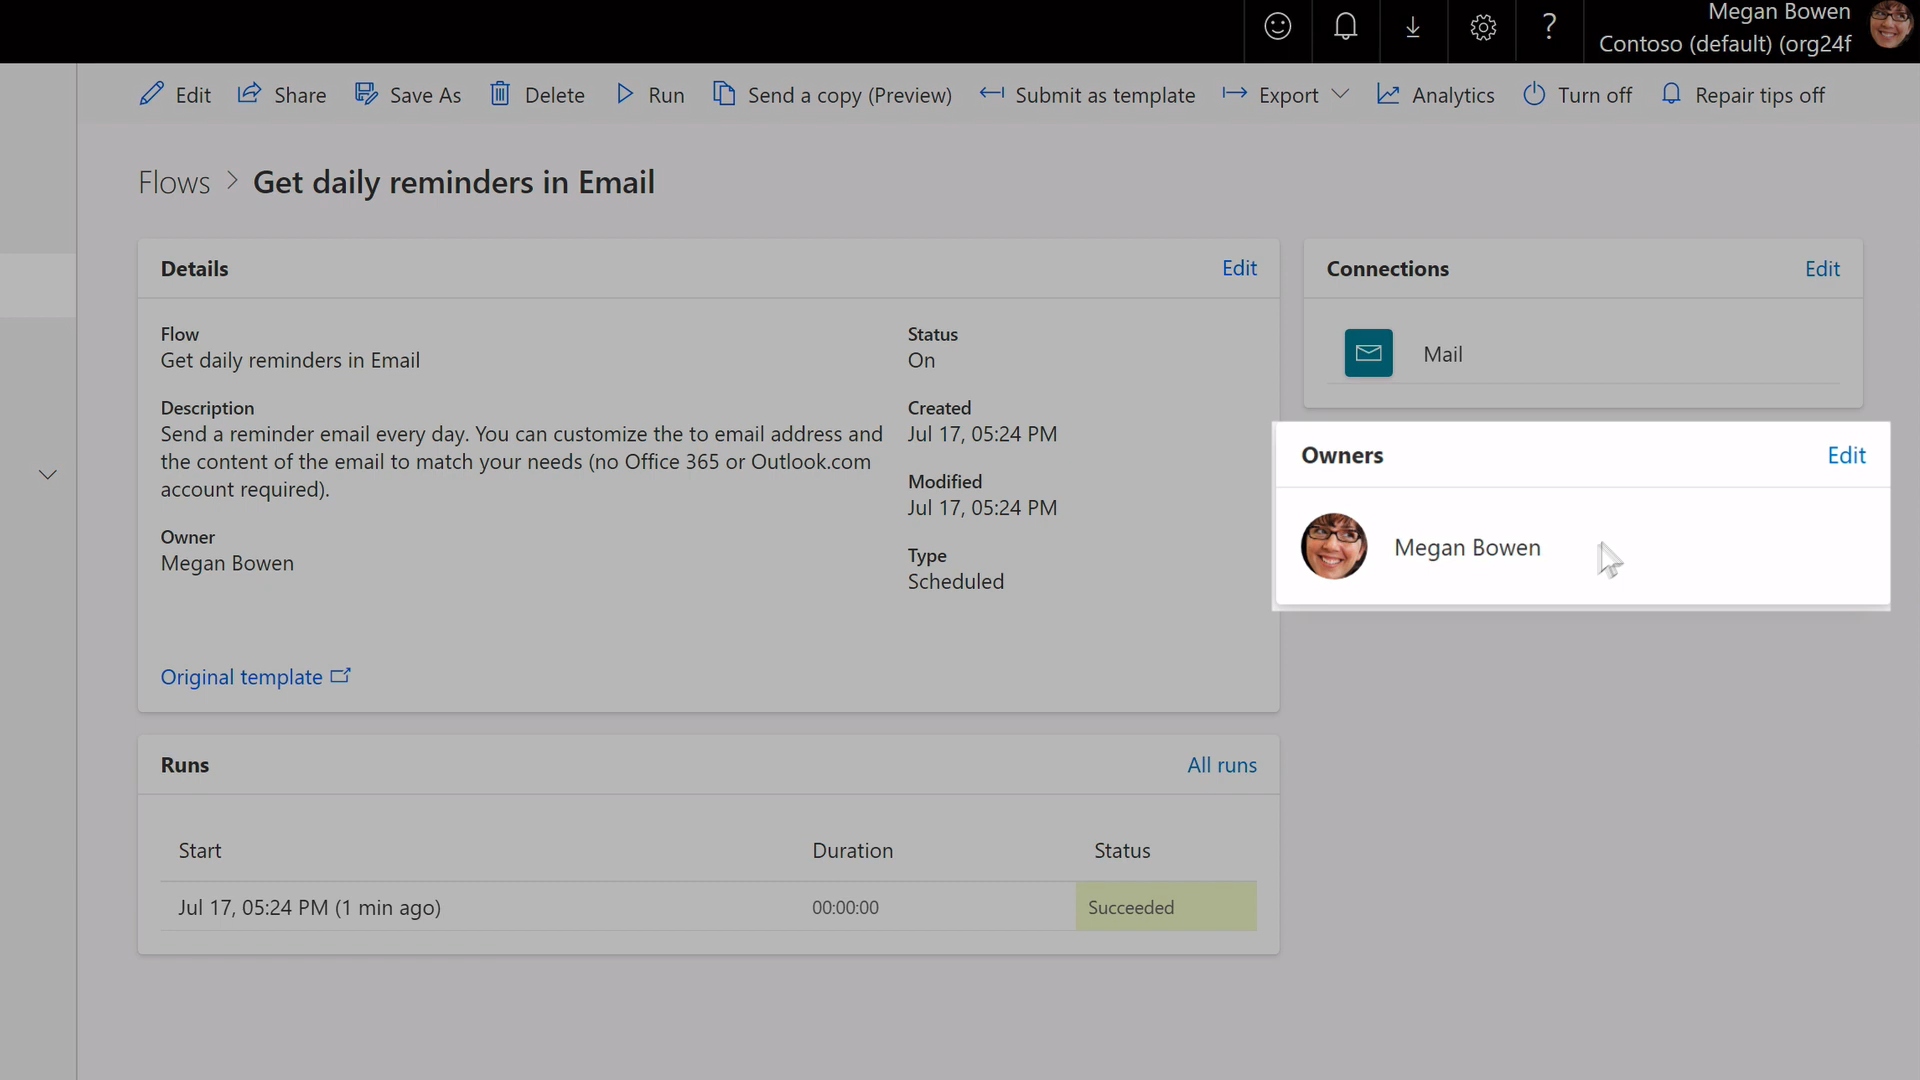 Megan Bowen
Contoso (default) (org24f
?
Edit
Share
Save As
Delete
Run
Send a copy (Preview)
Submit as template
Export
Analytics
Turn off
Repair tips off
Flows > Get daily reminders in Email
Details
Edit
Flow
Get daily reminders in Email
Description
Send a reminder email every day. You can customize the to email address and
the content of the email to match your needs (no Office 365 or Outlook.com
account required).
Owner
Megan Bowen
Original template
Status
On
Created
Jul 17, 05:24 PM
Modified
Jul 17, 05:24 PM
Type
Scheduled
Connections
Edit
Mail
Owners
Edit
Megan Bowen
Runs
All runs
Start
Duration
Status
Jul 17, 05:24 PM (1 min ago)
00:00:00
Succeeded